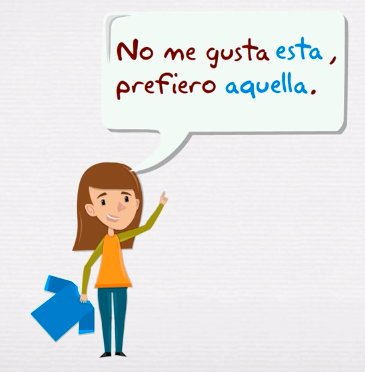 No me gusta esta,
prefiero aquella.